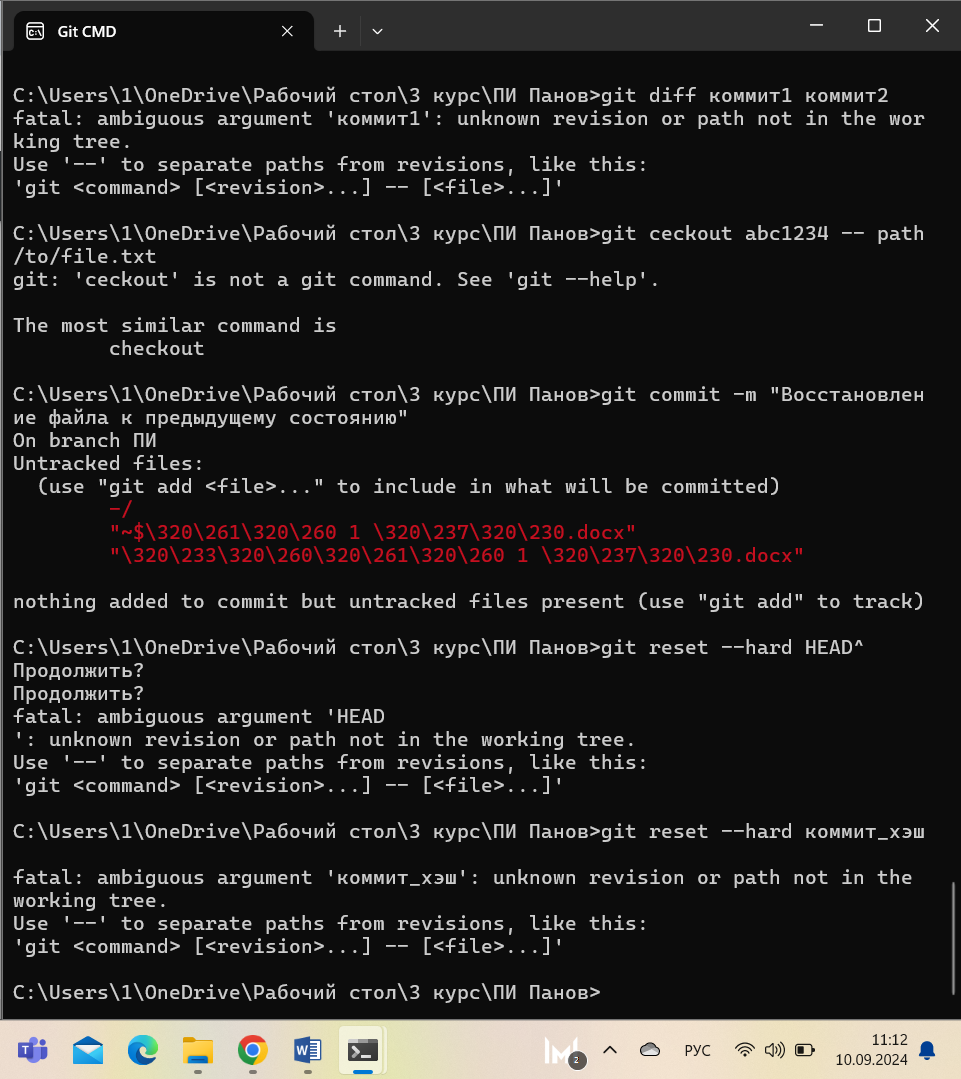 Git CMD
C:\Users\1\OneDrive\Рабочий стол\3 курс\ПИ Панов>git diff коммит1 коммит2
fatal: ambiguous argument 'коммит1': unknown revision or path not in the wor
king tree.
Use '--' to separate paths from revisions, like this:
'git <command> [<revision>...] -- [<file>...]'
C:\Users\1\OneDrive\Рабочий стол\3 курс\ПИ Панов>git ceckout abc1234 -- path
/to/file.txt
git: 'ceckout' is not a git command. See 'git --help'.
The most similar command is
checkout
C:\Users\1\OneDrive\Рабочий стол\3 курс\ПИ Панов>git commit -m "Восстановлен
ие файла к предыдущему состоянию"
On branch ПИ
Untracked files:
(use "git add <file>..." to include in what will be committed)
-/
"~$\320\261\320\260 1 \320\237\320\230.docx"
"\320\233\320\260\320\261\320\260 1 \320\237\320\230.docx"
nothing added to commit but untracked files present (use "git add" to track)
C:\Users\1\OneDrive\Рабочий стол\3 курс\ПИ Панов>git reset --hard HEAD^
Продолжить?
Продолжить?
fatal: ambiguous argument 'HEAD
': unknown revision or path not in the working tree.
Use '--' to separate paths from revisions, like this:
'git <command> [<revision>...] -- [<file>...]'
C:\Users\1\OneDrive\Рабочий стол\3 курс\ПИ Панов>git reset --hard коммит_хэш
fatal: ambiguous argument 'коммит_хэш': unknown revision or path not in the
working tree.
Use '--' to separate paths from revisions, like this:
'git <command> [<revision>...] -- [<file>...]'
C:\Users\1\OneDrive\Рабочий стол\3 курс\ПИ Панов>
2
РУС
11:12
10.09.2024